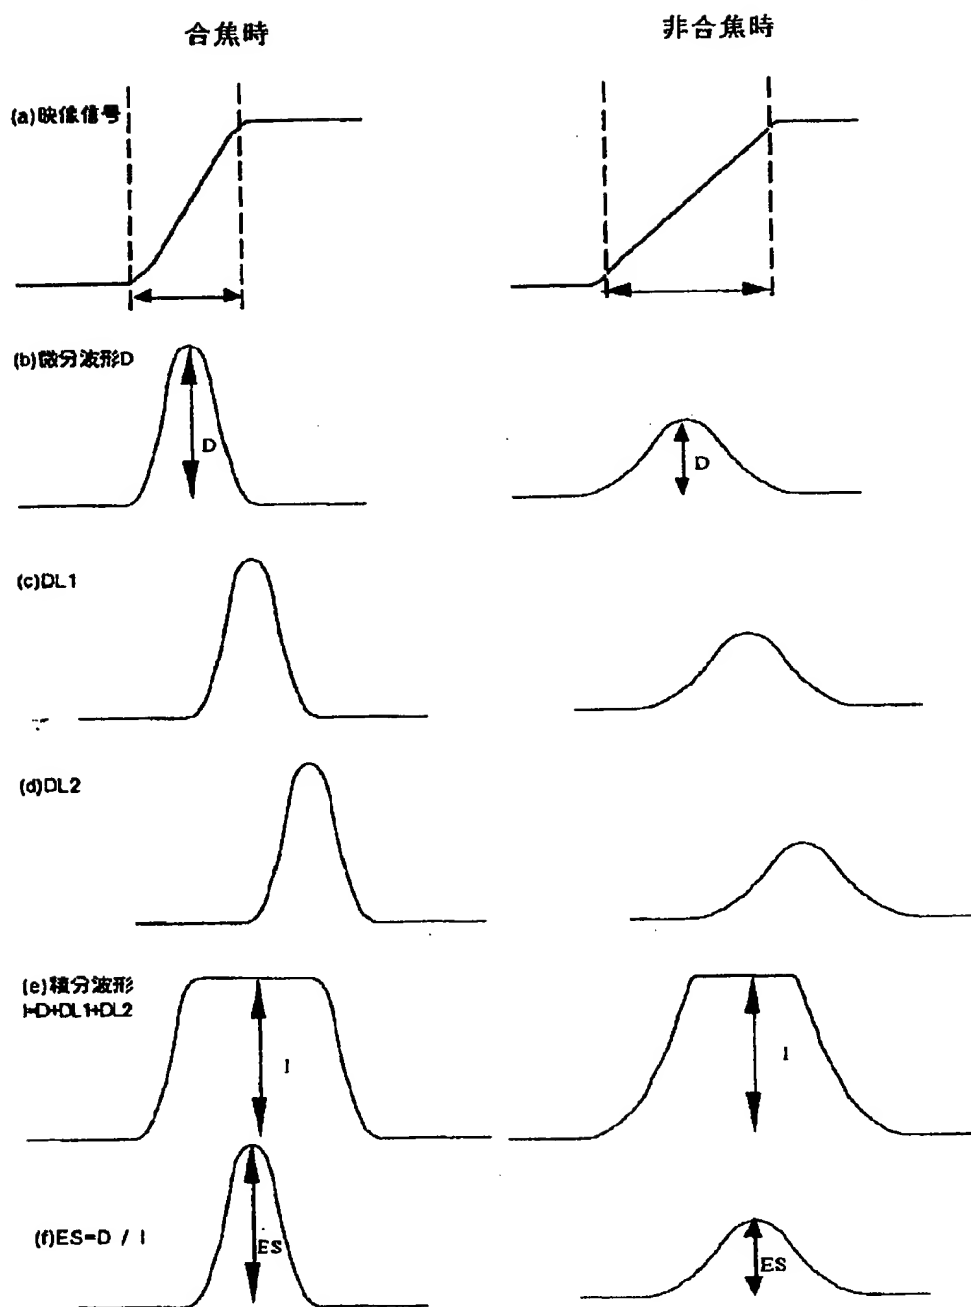 合焦時
非合焦時
(a)映像信号
(b)微分波形D
D
D
(c)DL1
(d)DL2
(e)積分波形
I=D+DL1+DL2
I
I
(f)ES=D / I
ES
ES